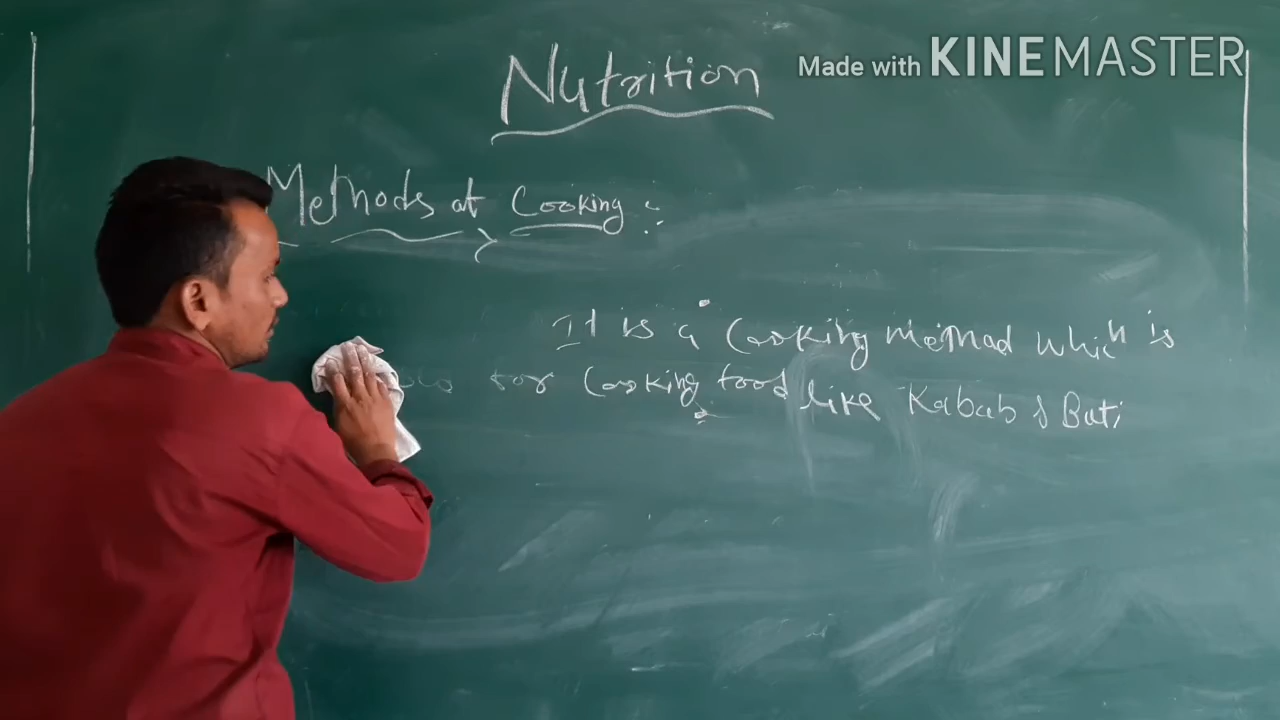 Made with KINEMASTER
Nutrition
Methods of Cooking :
It is a Cooking method which is
for Cooking food like Kabab & Bati